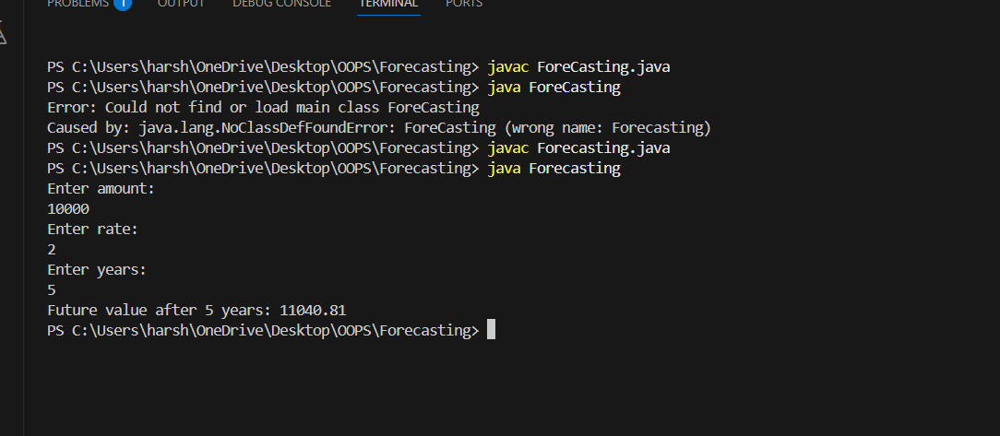 PROBLEMS 1 OUTPUT DEBUG CONSOLE TERMINAL PORTS
PS C:\Users\harsh\OneDrive\Desktop\OOPS\Forecasting> javac ForeCasting.java
PS C:\Users\harsh\OneDrive\Desktop\OOPS\Forecasting> java ForeCasting
Error: Could not find or load main class ForeCasting
Caused by: java.lang.NoClassDefFoundError: ForeCasting (wrong name: Forecasting)
PS C:\Users\harsh\OneDrive\Desktop\OOPS\Forecasting> javac Forecasting.java
PS C:\Users\harsh\OneDrive\Desktop\OOPS\Forecasting> java Forecasting
Enter amount:
10000
Enter rate:
2
Enter years:
5
Future value after 5 years: 11040.81
PS C:\Users\harsh\OneDrive\Desktop\OOPS\Forecasting>